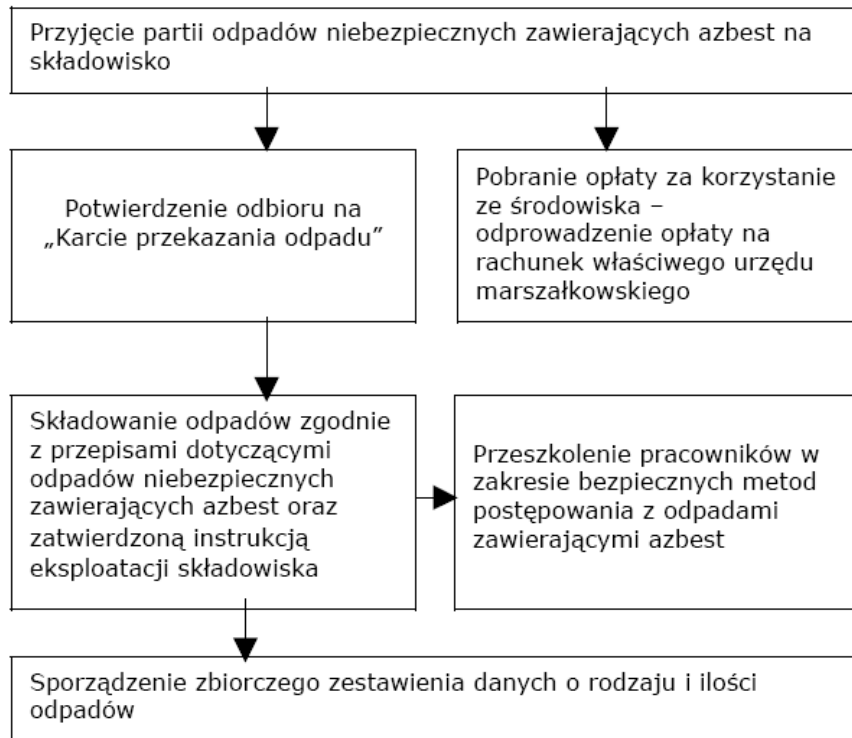 Przyjęcie partii odpadów niebezpiecznych zawierających azbest na
składowisko
Potwierdzenie odbioru na
„Karcie przekazania odpadu”
Pobranie opłaty za korzystanie
ze środowiska –
odprowadzenie opłaty na
rachunek właściwego urzędu
marszałkowskiego
Składowanie odpadów zgodnie
z przepisami dotyczącymi
odpadów niebezpiecznych
zawierających azbest oraz
zatwierdzoną instrukcją
eksploatacji składowiska
Przeszkolenie pracowników w
zakresie bezpiecznych metod
postępowania z odpadami
zawierającymi azbest
Sporządzenie zbiorczego zestawienia danych o rodzaju i ilości
odpadów